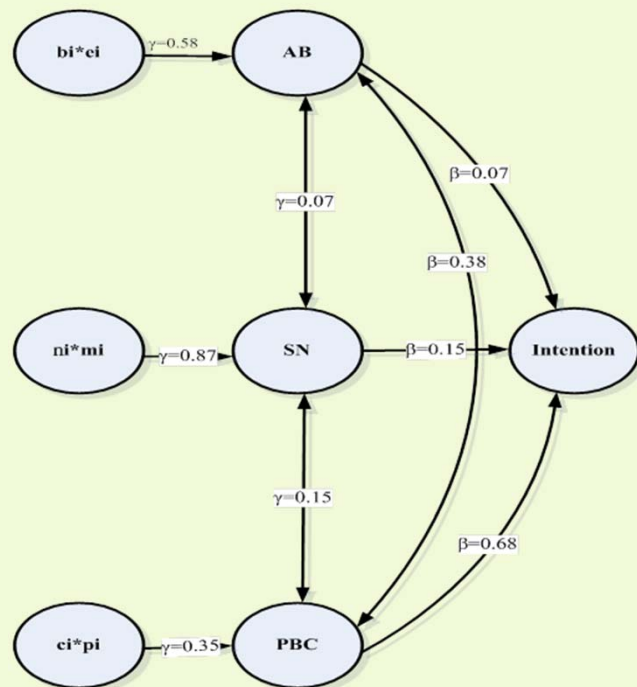 bi*ei
γ=0.58
AB
β=0.07
γ=0.07
β=0.38
ni*mi
γ=0.87
SN
β=0.15
Intention
γ=0.15
β=0.68
ci*pi
γ=0.35
PBC